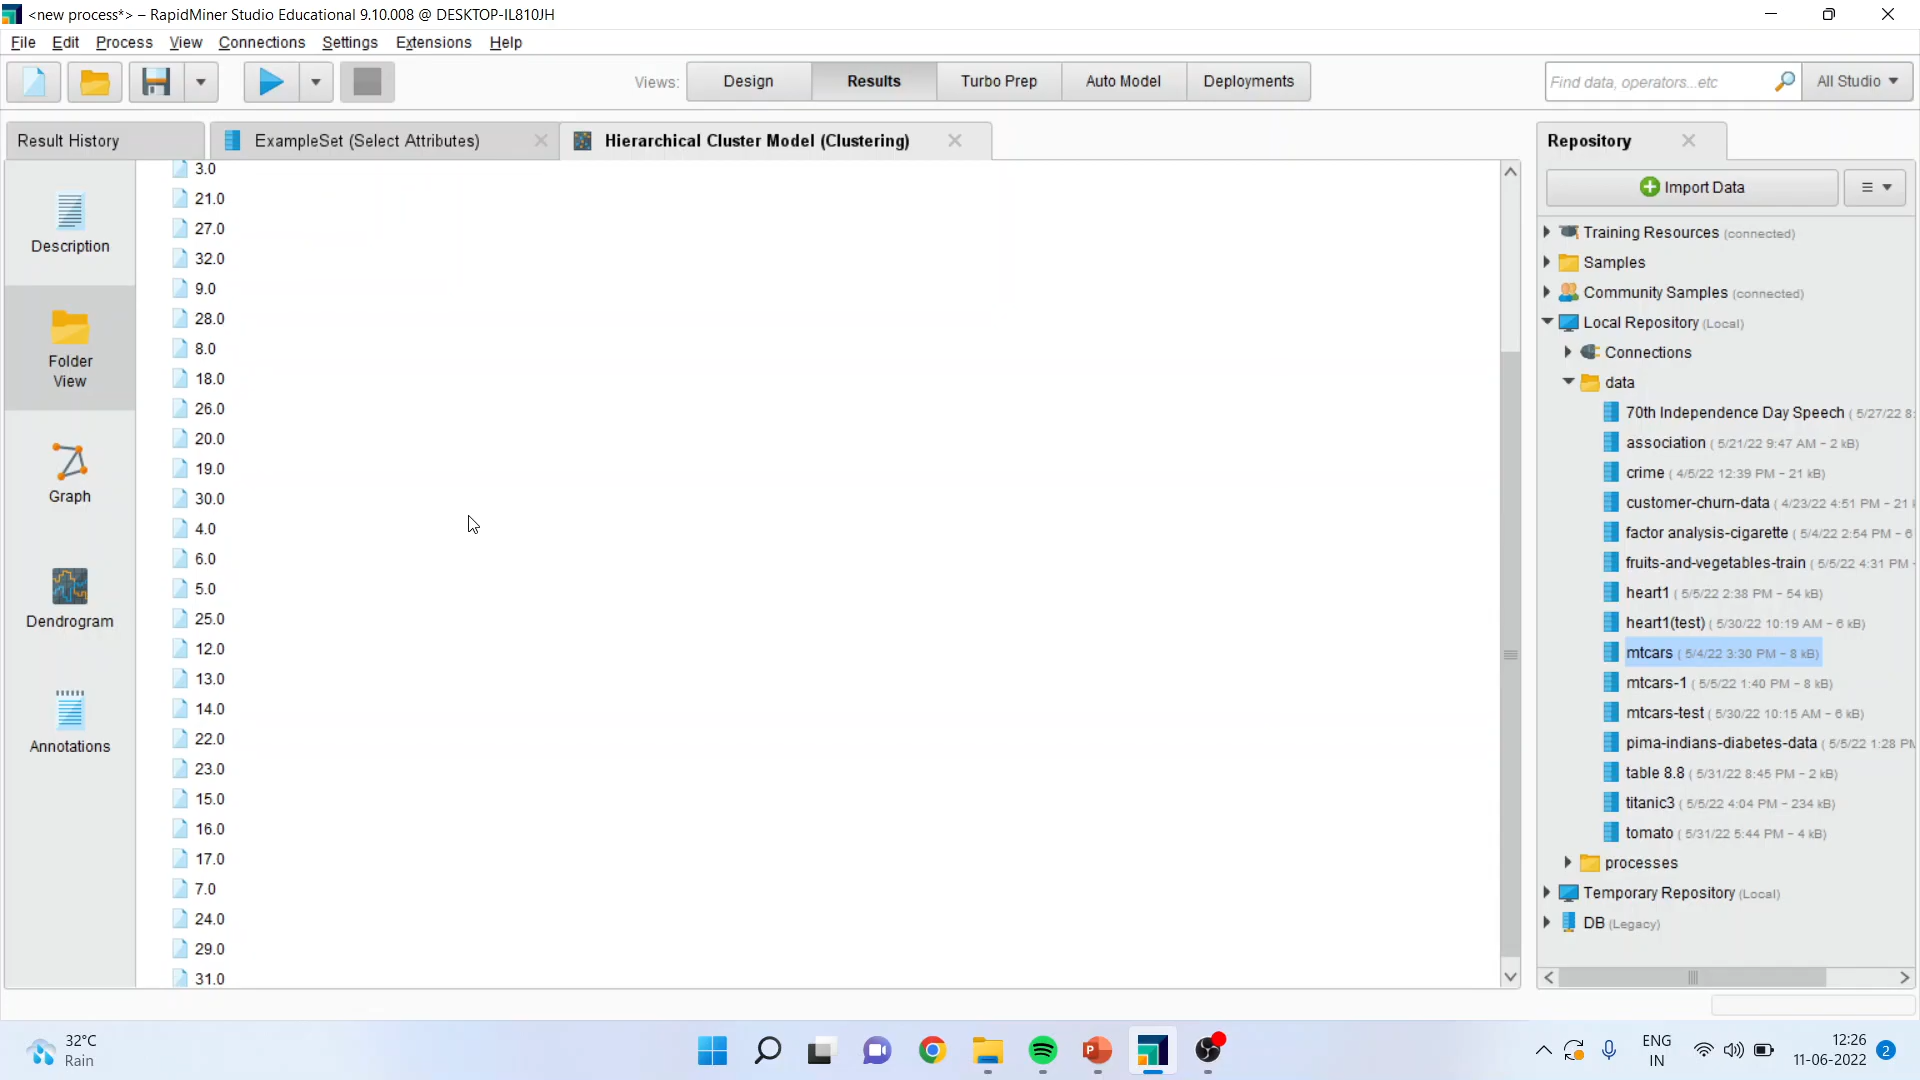 <new process*> – RapidMiner Studio Educational 9.10.008 @ DESKTOP-IL810JH
File Edit Process View Connections Settings Extensions Help
Views: Design Results Turbo Prep Auto Model Deployments
Find data, operators...etc
All Studio
Result History
ExampleSet (Select Attributes)
Hierarchical Cluster Model (Clustering)
Description
Folder
View
Graph
Dendrogram
Annotations
3.0
21.0
27.0
32.0
9.0
28.0
8.0
18.0
26.0
20.0
19.0
30.0
4.0
6.0
5.0
25.0
12.0
13.0
14.0
22.0
23.0
15.0
16.0
17.0
7.0
24.0
29.0
31.0
Repository
Import Data
Training Resources (connected)
Samples
Community Samples (connected)
Local Repository (Local)
Connections
data
70th Independence Day Speech ( 5/27/22 8:
association ( 5/21/22 9:47 AM – 2 kB)
crime ( 4/5/22 12:39 PM – 21 kB)
customer-churn-data ( 4/23/22 4:51 PM – 21
factor analysis-cigarette ( 5/4/22 2:54 PM – 6
fruits-and-vegetables-train ( 5/5/22 4:31 PM
heart1 ( 5/5/22 2:38 PM – 54 kB)
heart1(test) ( 5/30/22 10:19 AM – 6 kB)
mtcars ( 5/4/22 3:30 PM – 8 kB)
mtcars-1 ( 5/5/22 1:40 PM – 8 kB)
mtcars-test ( 5/30/22 10:15 AM – 6 kB)
pima-indians-diabetes-data ( 5/5/22 1:28 PM
table 8.8 ( 5/31/22 8:45 PM – 2 kB)
titanic3 ( 5/5/22 4:04 PM – 234 kB)
tomato ( 5/31/22 5:44 PM – 4 kB)
processes
Temporary Repository (Local)
DB (Legacy)
32°C
Rain
P
ENG
IN
12:26
11-06-2022
2